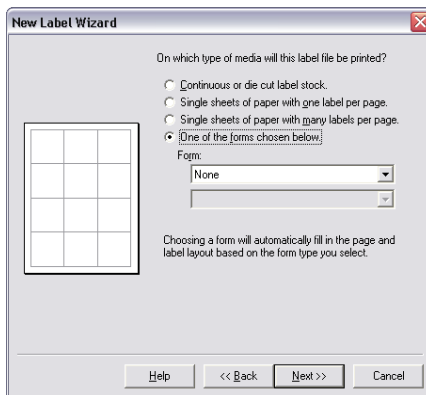 New Label Wizard
On which type of media will this label file be printed?
Continuous or die cut label stock.
Single sheets of paper with one label per page.
Single sheets of paper with many labels per page.
One of the forms chosen below.
Form:
None
Choosing a form will automatically fill in the page and
label layout based on the form type you select.
Help << Back Next >> Cancel